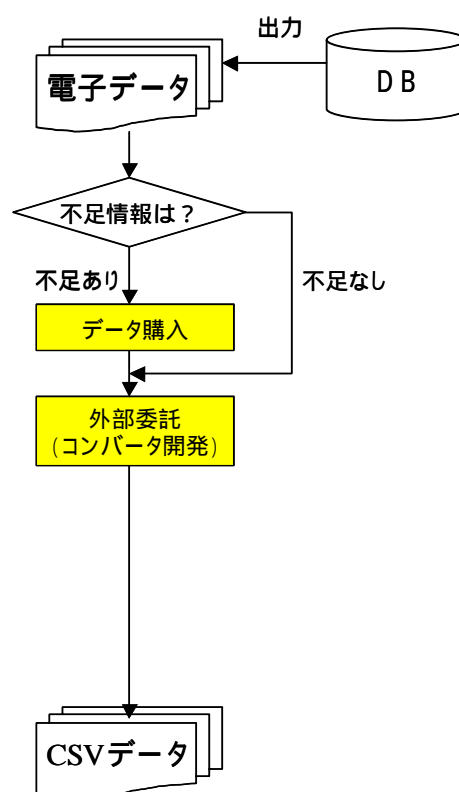 出力
電子データ
DB
不足情報は？
不足あり
不足なし
データ購入
外部委託
(コンバータ開発)
CSVデータ